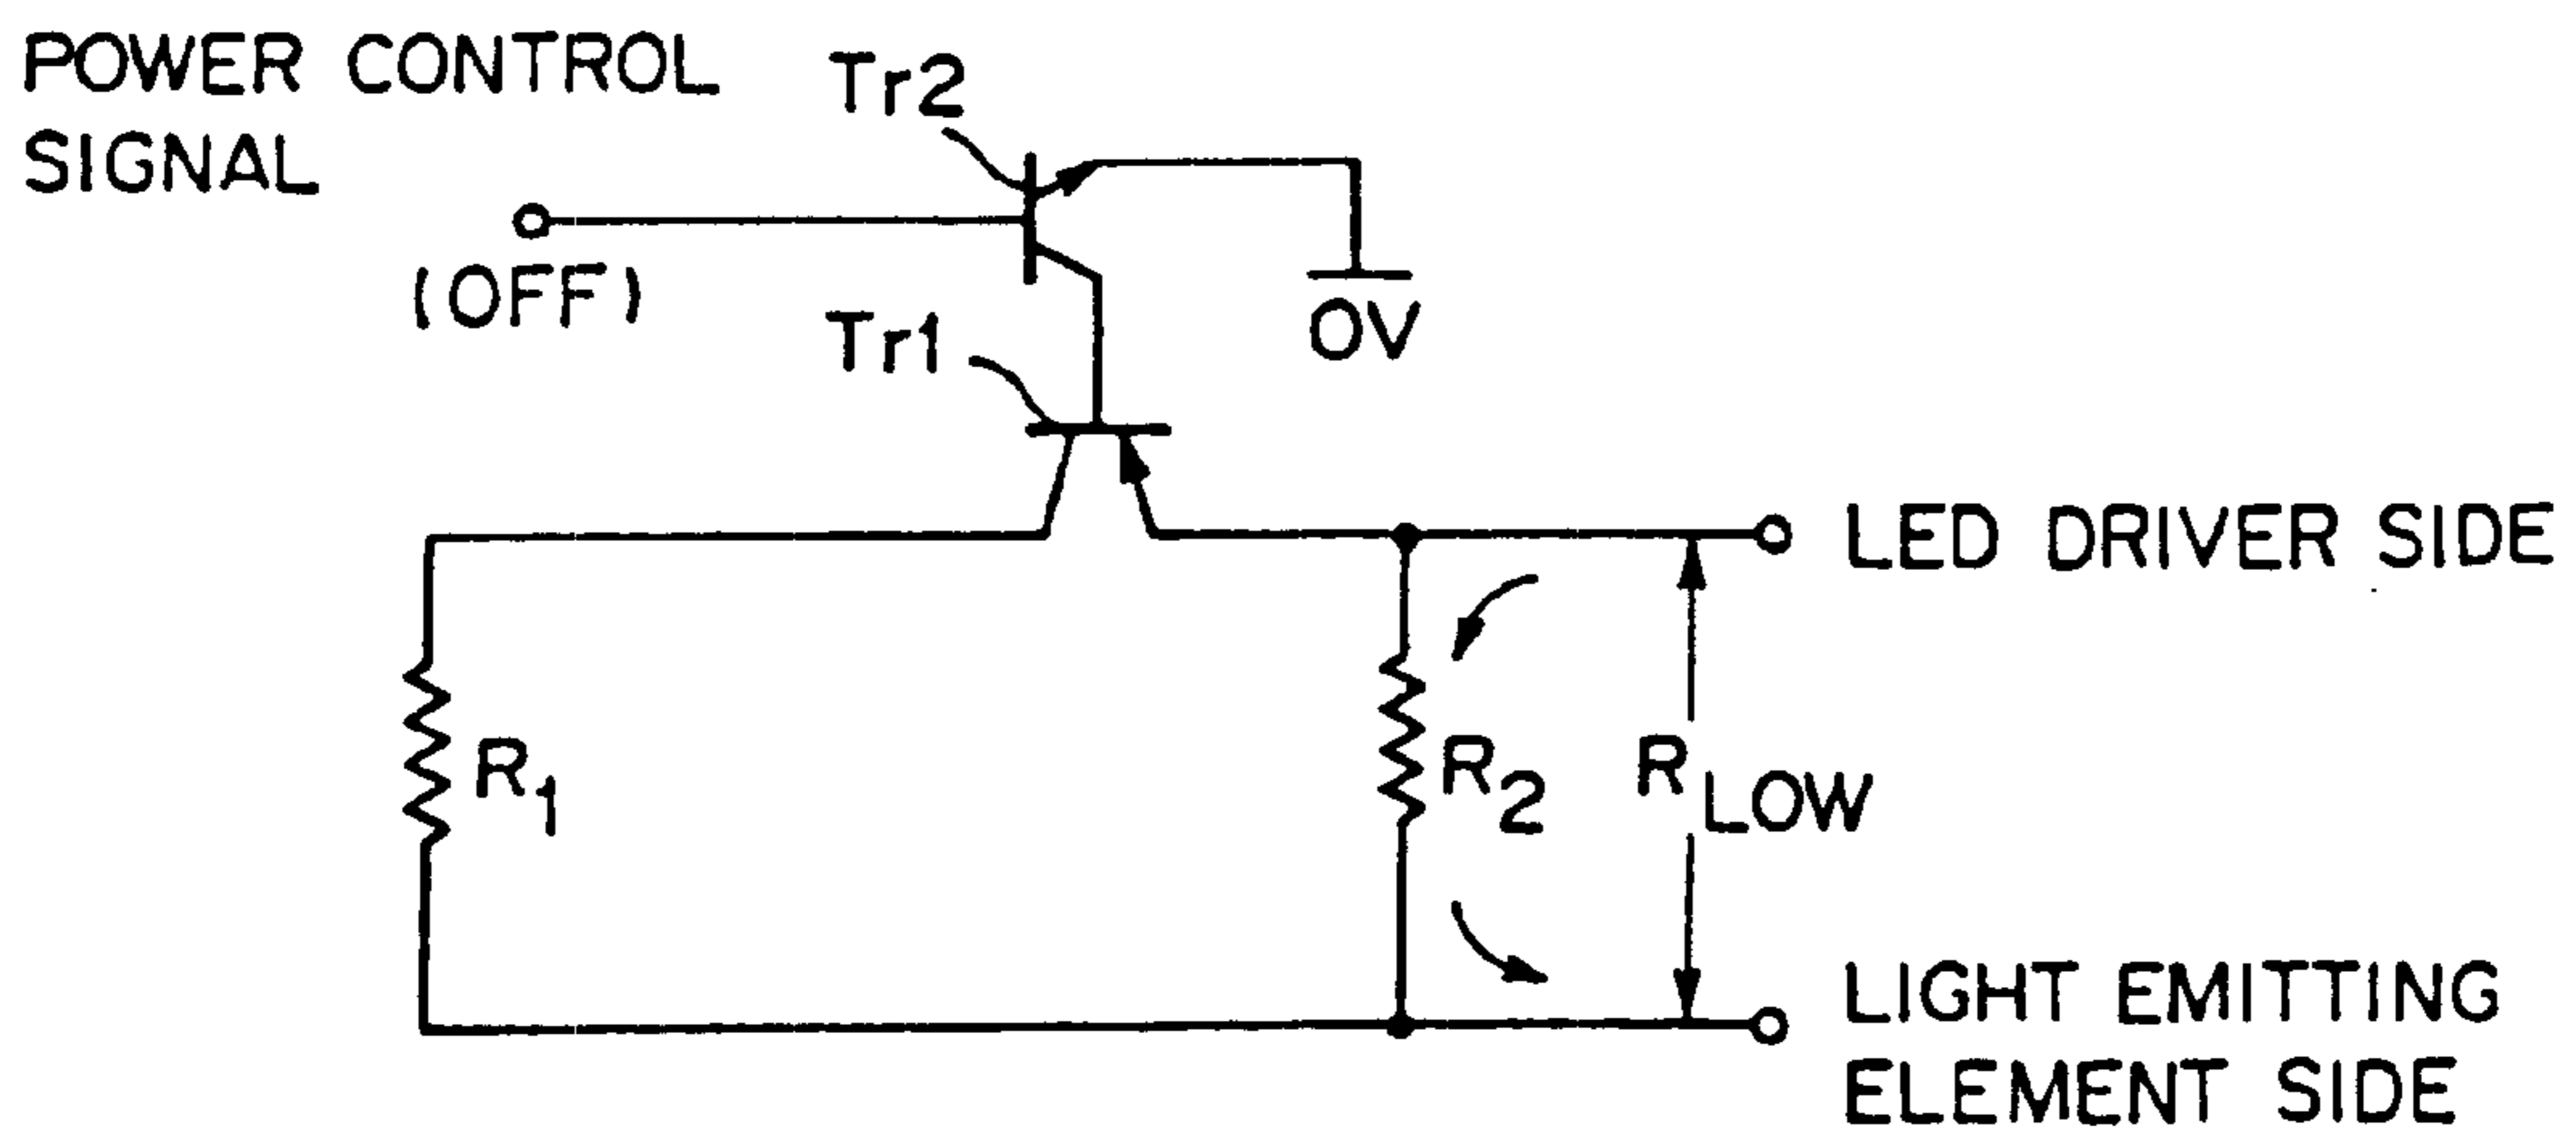 POWER CONTROL
SIGNAL
(OFF)
Tr2
0V
Tr1
LED DRIVER SIDE
R1
R2
RLOW
LIGHT EMITTING
ELEMENT SIDE